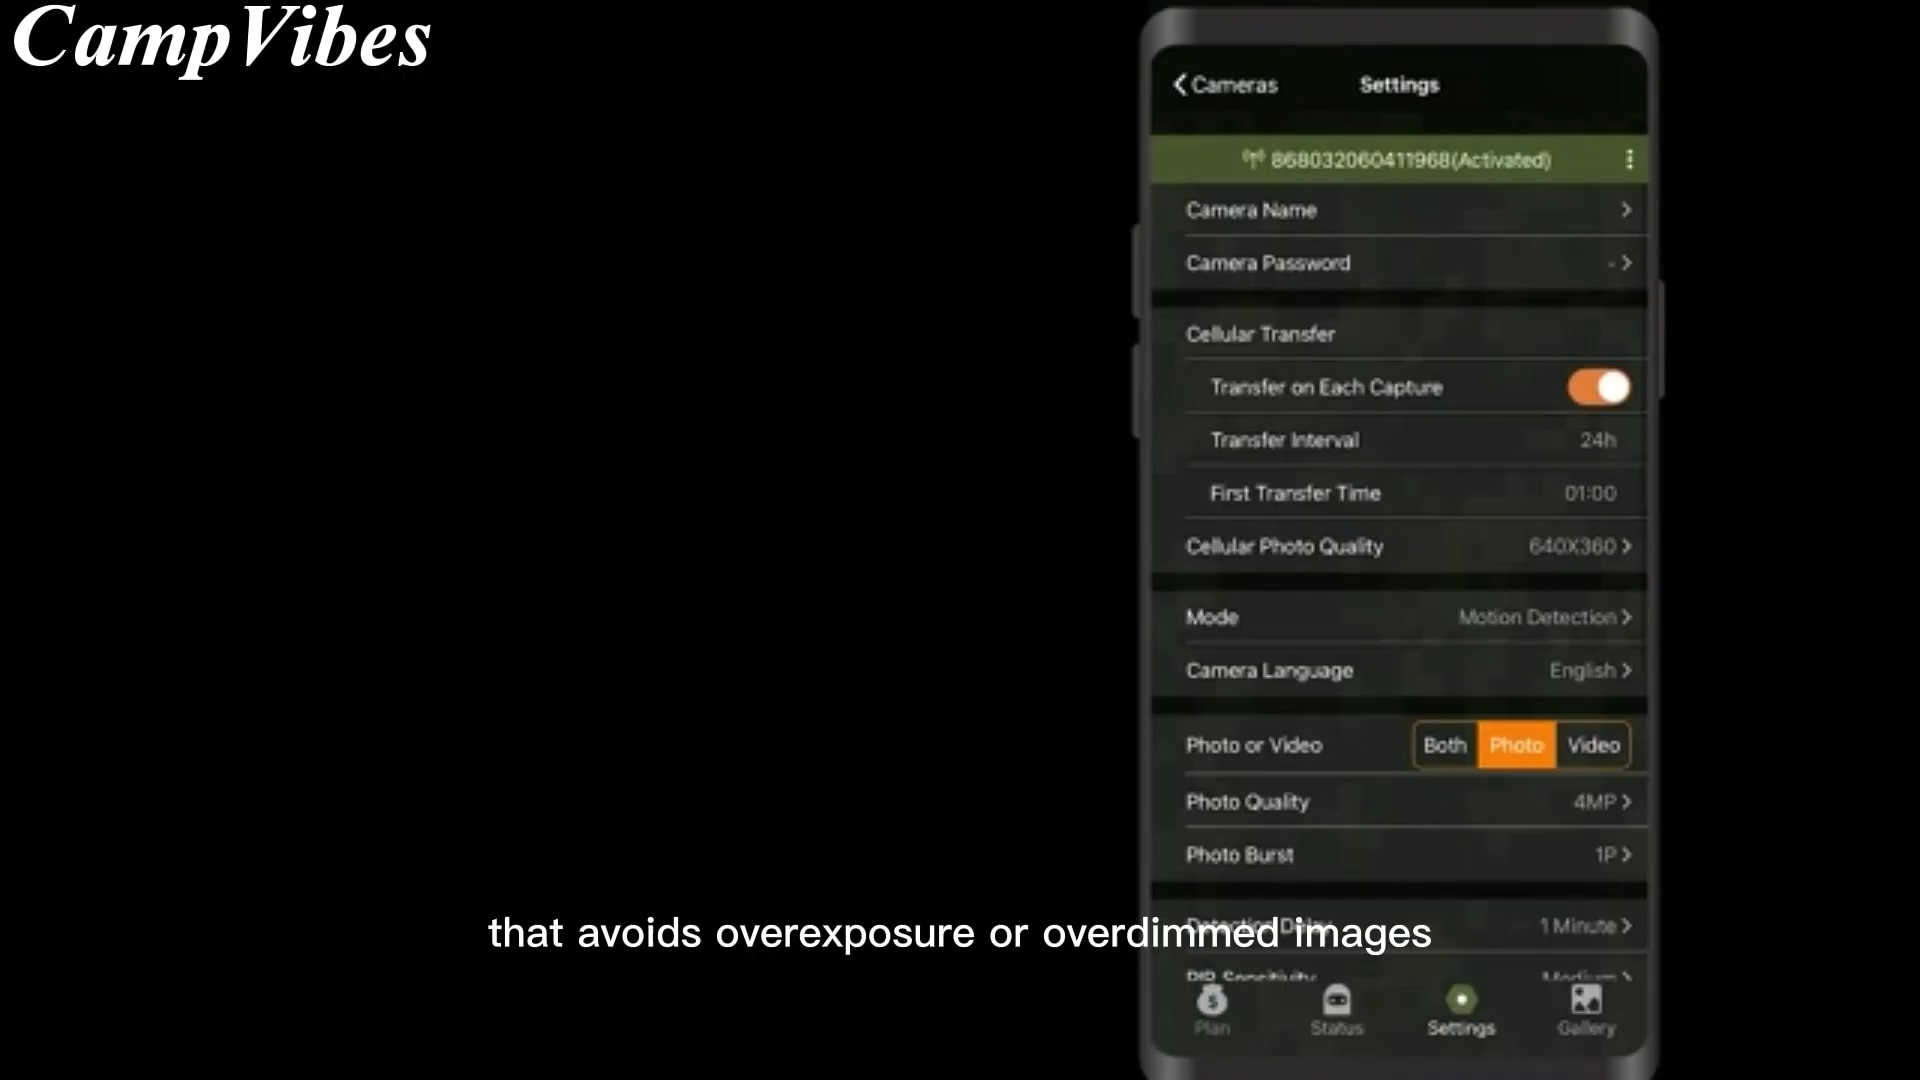 CampVibes
Cameras Settings
868032060411968(Activated)
Camera Name
Camera Password -
Cellular Transfer
Transfer on Each Capture
Transfer Interval 24h
First Transfer Time 01:00
Cellular Photo Quality 640X360
Mode Motion Detection
Camera Language English
Photo or Video Both Photo Video
Photo Quality 4MP
Photo Burst 1P
Detection Delay 1 Minute
that avoids overexposure or overdimmed images
PIR Sensitivity Medium
Plan Status Settings Gallery